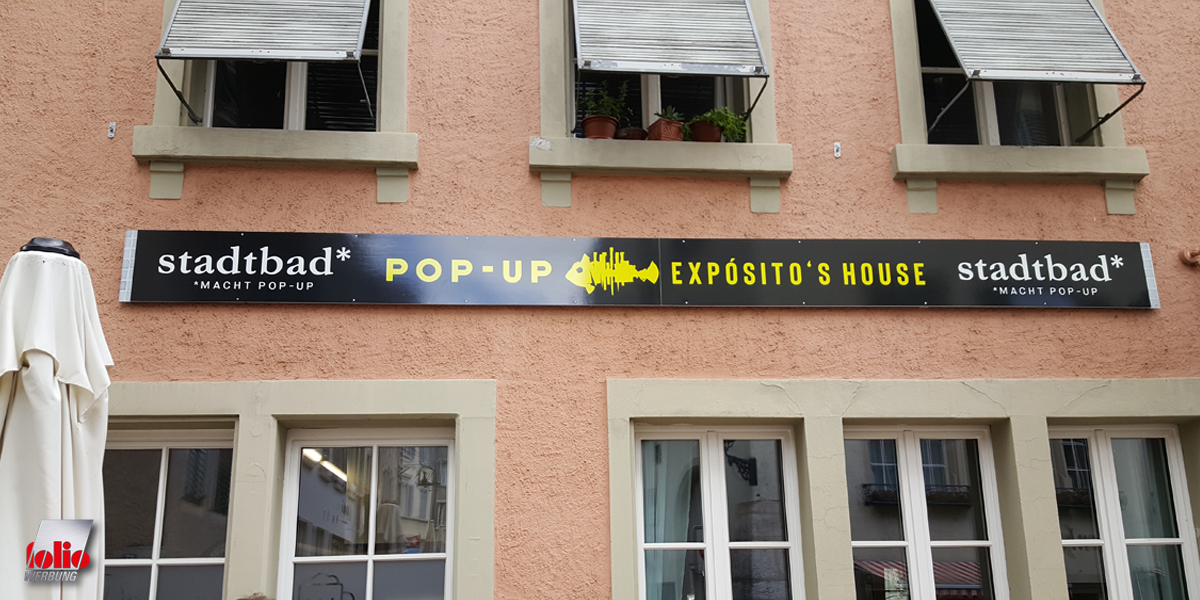 stadtbad*
*MACHT POP-UP
POP-UP EXPÓSITO'S HOUSE
stadtbad*
*MACHT POP-UP
folio
WERBUNG